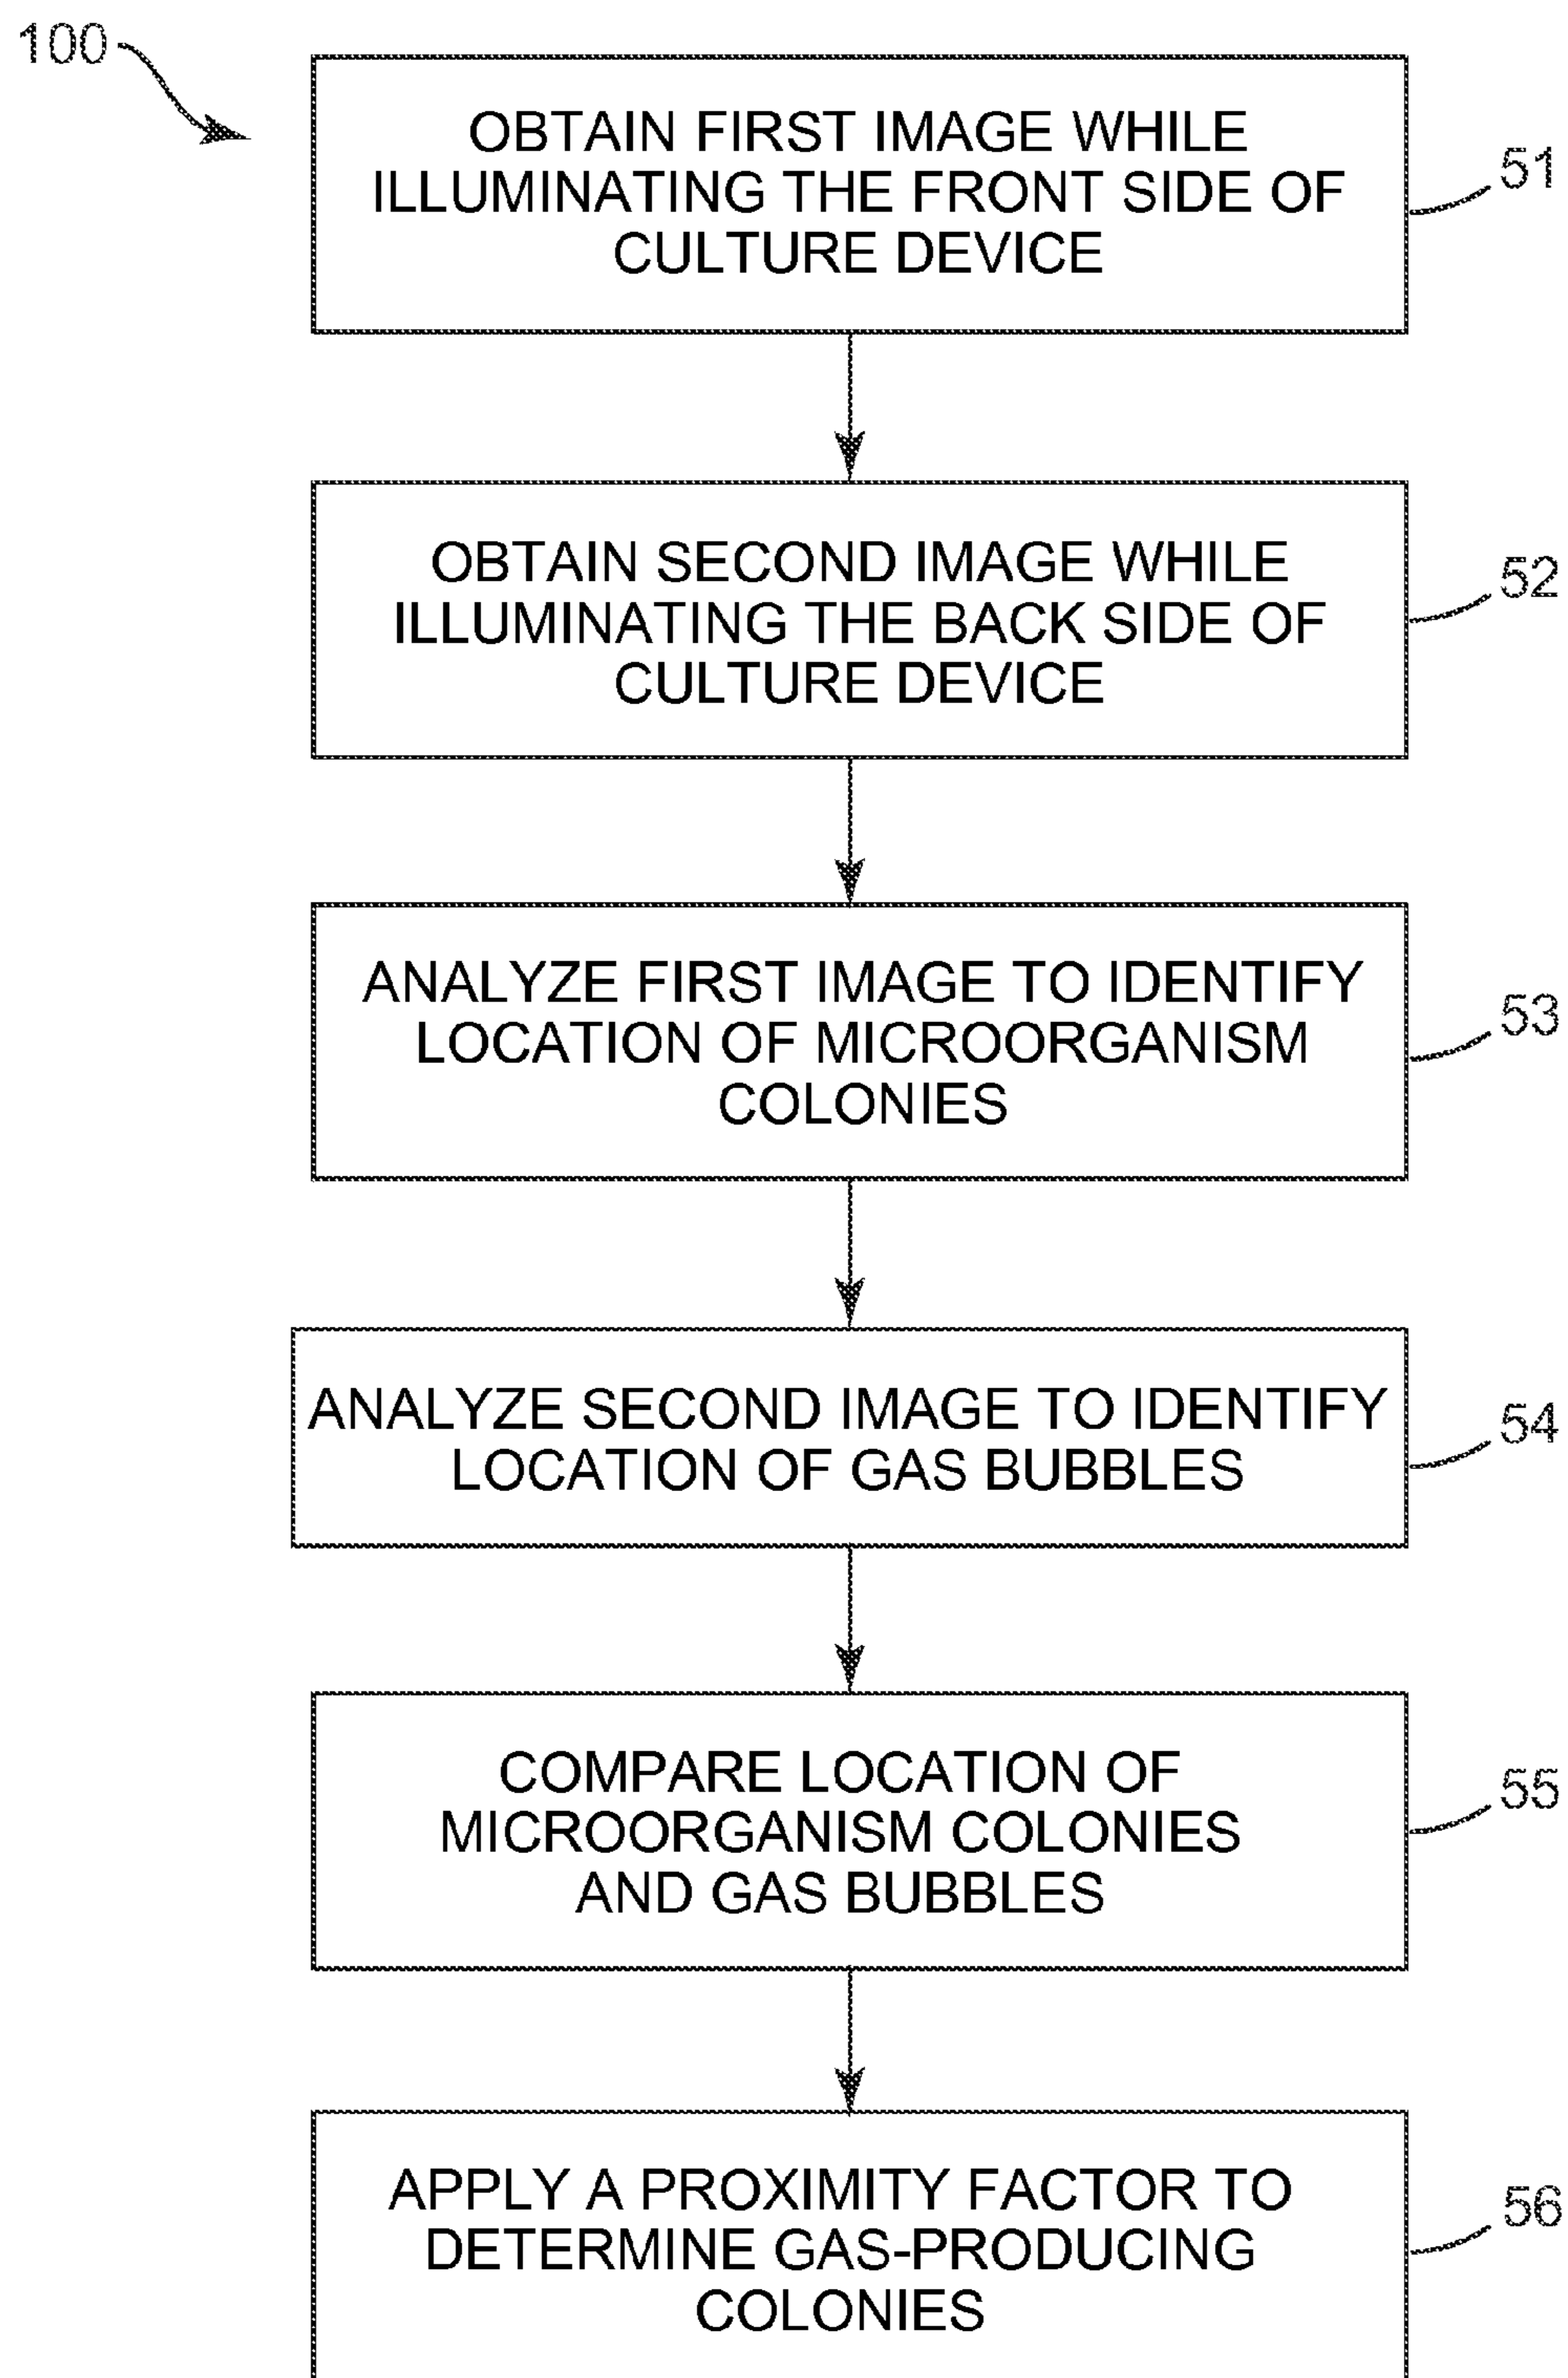 100
OBTAIN FIRST IMAGE WHILE
ILLUMINATING THE FRONT SIDE OF
CULTURE DEVICE
51
OBTAIN SECOND IMAGE WHILE
ILLUMINATING THE BACK SIDE OF
CULTURE DEVICE
52
ANALYZE FIRST IMAGE TO IDENTIFY
LOCATION OF MICROORGANISM
COLONIES
53
ANALYZE SECOND IMAGE TO IDENTIFY
LOCATION OF GAS BUBBLES
54
COMPARE LOCATION OF
MICROORGANISM COLONIES
AND GAS BUBBLES
55
APPLY A PROXIMITY FACTOR TO
DETERMINE GAS-PRODUCING
COLONIES
56